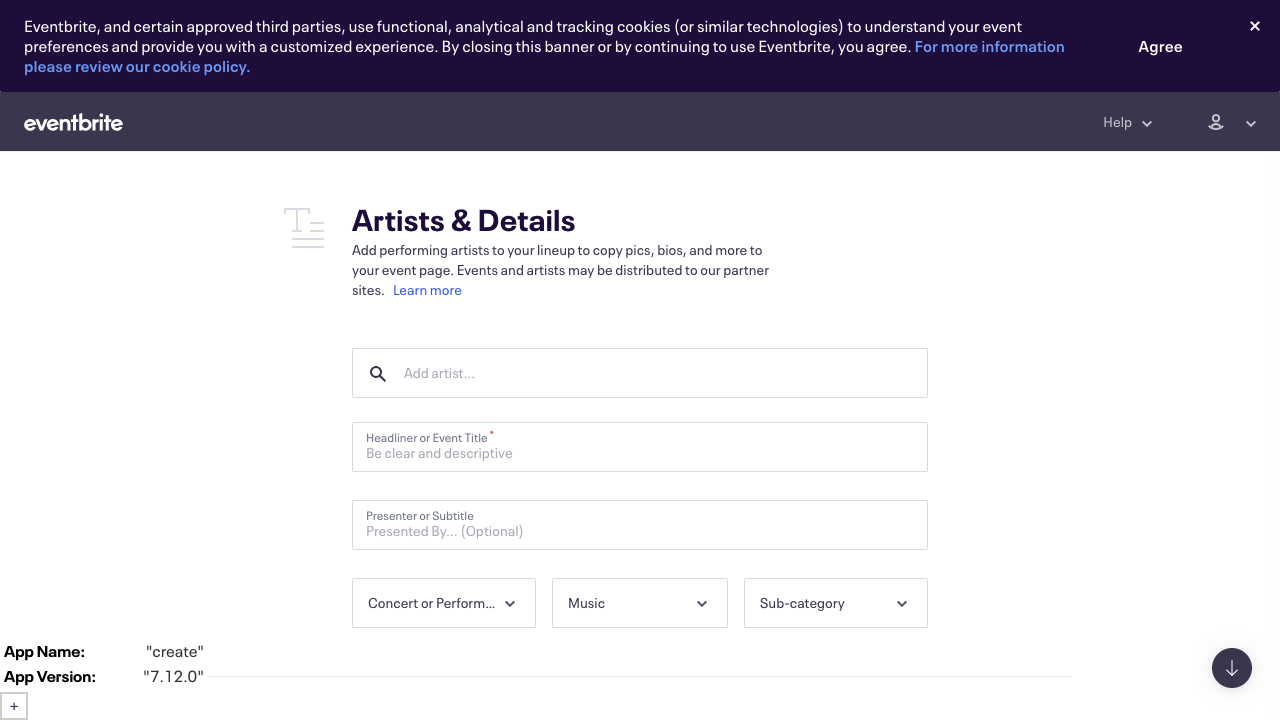 Eventbrite, and certain approved third parties, use functional, analytical and tracking cookies (or similar technologies) to understand your event
preferences and provide you with a customized experience. By closing this banner or by continuing to use Eventbrite, you agree. For more information
please review our cookie policy.
Agree
eventbrite
Help
Artists & Details
Add performing artists to your lineup to copy pics, bios, and more to
your event page. Events and artists may be distributed to our partner
sites. Learn more
Add artist...
Headliner or Event Title *
Be clear and descriptive
Presenter or Subtitle
Presented By... (Optional)
Concert or Perform... Music Sub-category
App Name: "create"
App Version: "7.12.0"
+